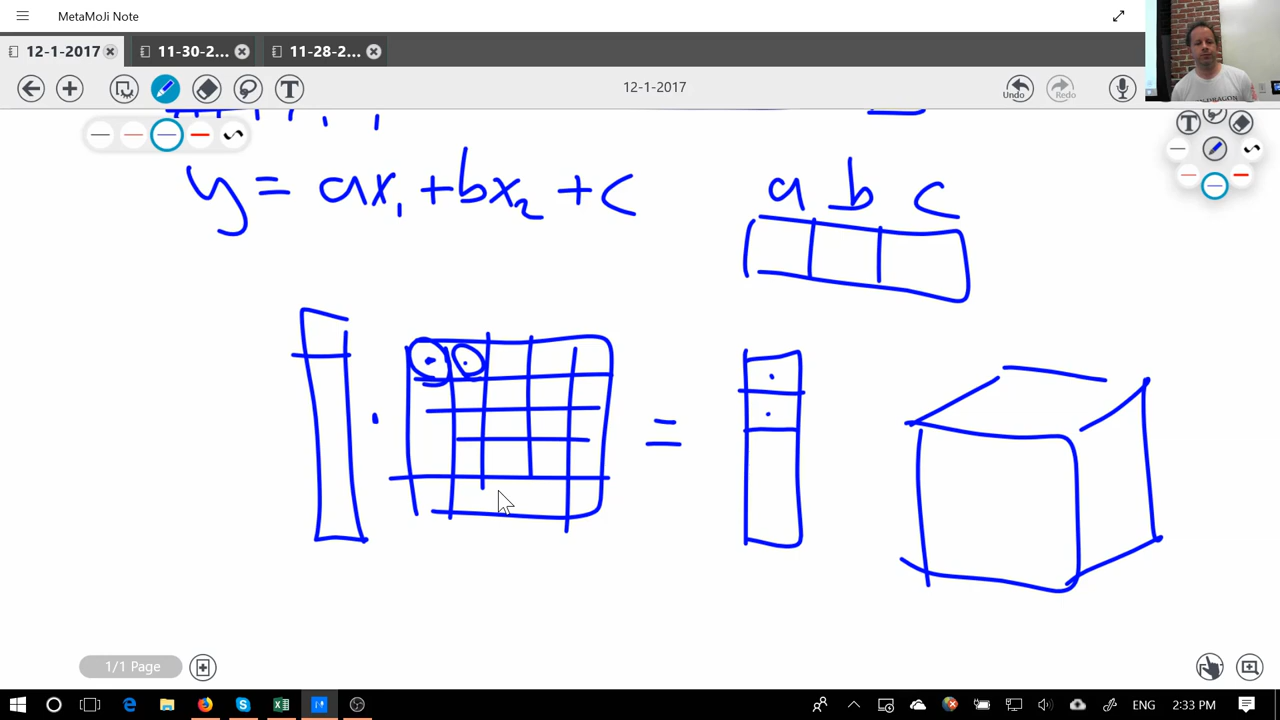 MetaMoJi Note
12-1-2017
11-30-2...
11-28-2...
12-1-2017
Undo
Redo
T
T
y = ax₁ + bx₂ + c
a b c
=
1/1 Page
ENG
2:33 PM